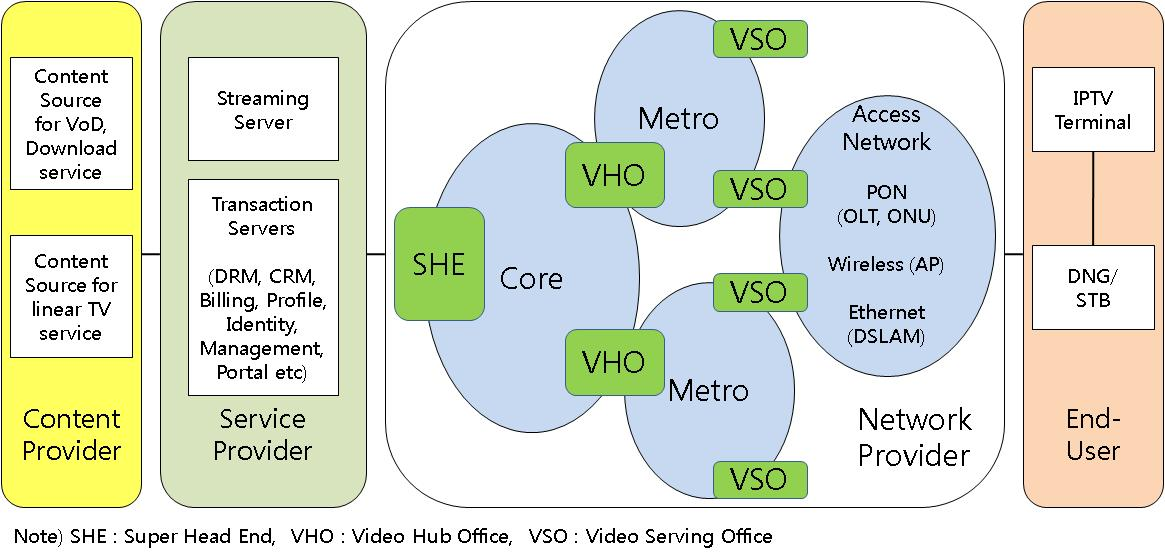 Content
Source
for VoD,
Download
service
Content
Source for
linear TV
service
Content
Provider
Streaming
Server
Transaction
Servers
(DRM, CRM,
Billing, Profile,
Identity,
Management,
Portal etc)
Service
Provider
SHE
Core
VHO
VHO
Metro
Metro
VSO
VSO
VSO
VSO
Access
Network
PON
(OLT, ONU)
Wireless (AP)
Ethernet
(DSLAM)
Network
Provider
IPTV
Terminal
DNG/
STB
End-
User
Note) SHE : Super Head End, VHO : Video Hub Office, VSO : Video Serving Office